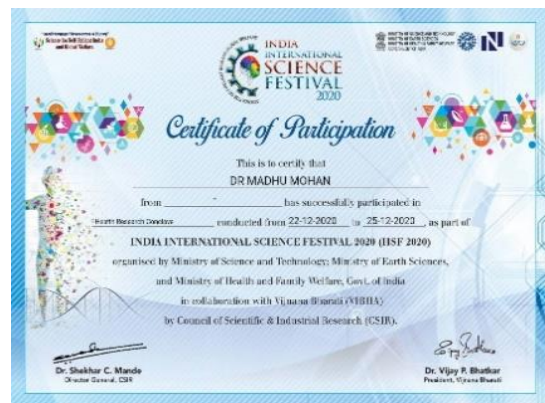 INDIA
INTERNATIONAL
SCIENCE
FESTIVAL
2020
Certificate of Participation
This is to certify that
DR MADHU MOHAN
from - has successfully participated in
Health Research Conclave conducted from 22-12-2020 to 25-12-2020, as part of
INDIA INTERNATIONAL SCIENCE FESTIVAL 2020 (IISF 2020)
organised by Ministry of Science and Technology; Ministry of Earth Sciences,
and Ministry of Health and Family Welfare, Govt. of India
in collaboration with Vijnana Bharati (VIBHA)
by Council of Scientific & Industrial Research (CSIR).
Dr. Shekhar C. Mande
Director General, CSIR
Dr. Vijay P. Bhatkar
President, Vijnana Bharati